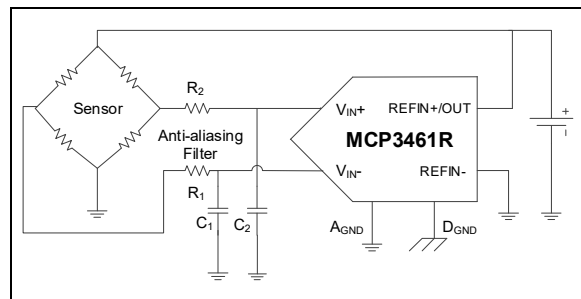 R2
VIN+
REFIN+/OUT
Sensor
+
-
MCP3461R
Anti-aliasing
Filter
VIN-
REFIN-
R1
C1
C2
AGND
DGND